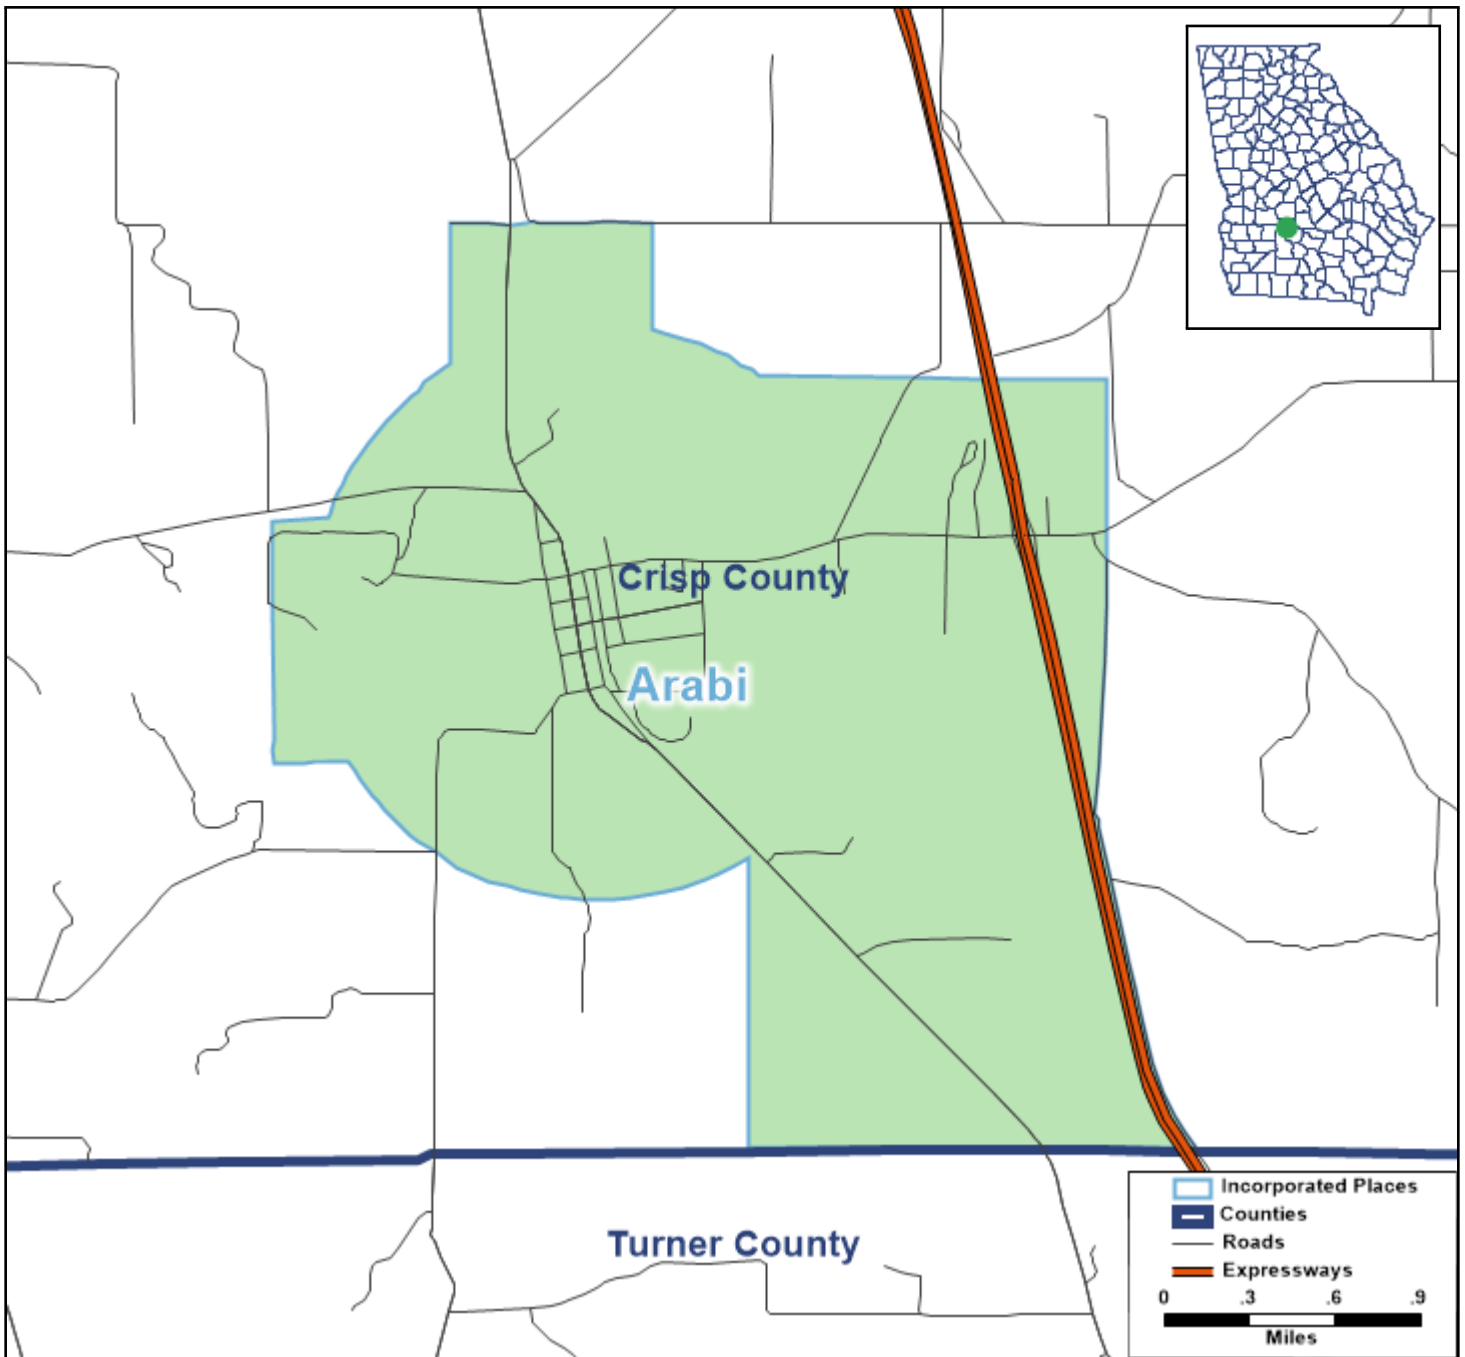 Crisp County
Arabi
Turner County
Incorporated Places
Counties
Roads
Expressways
0 .3 .6 .9
Miles